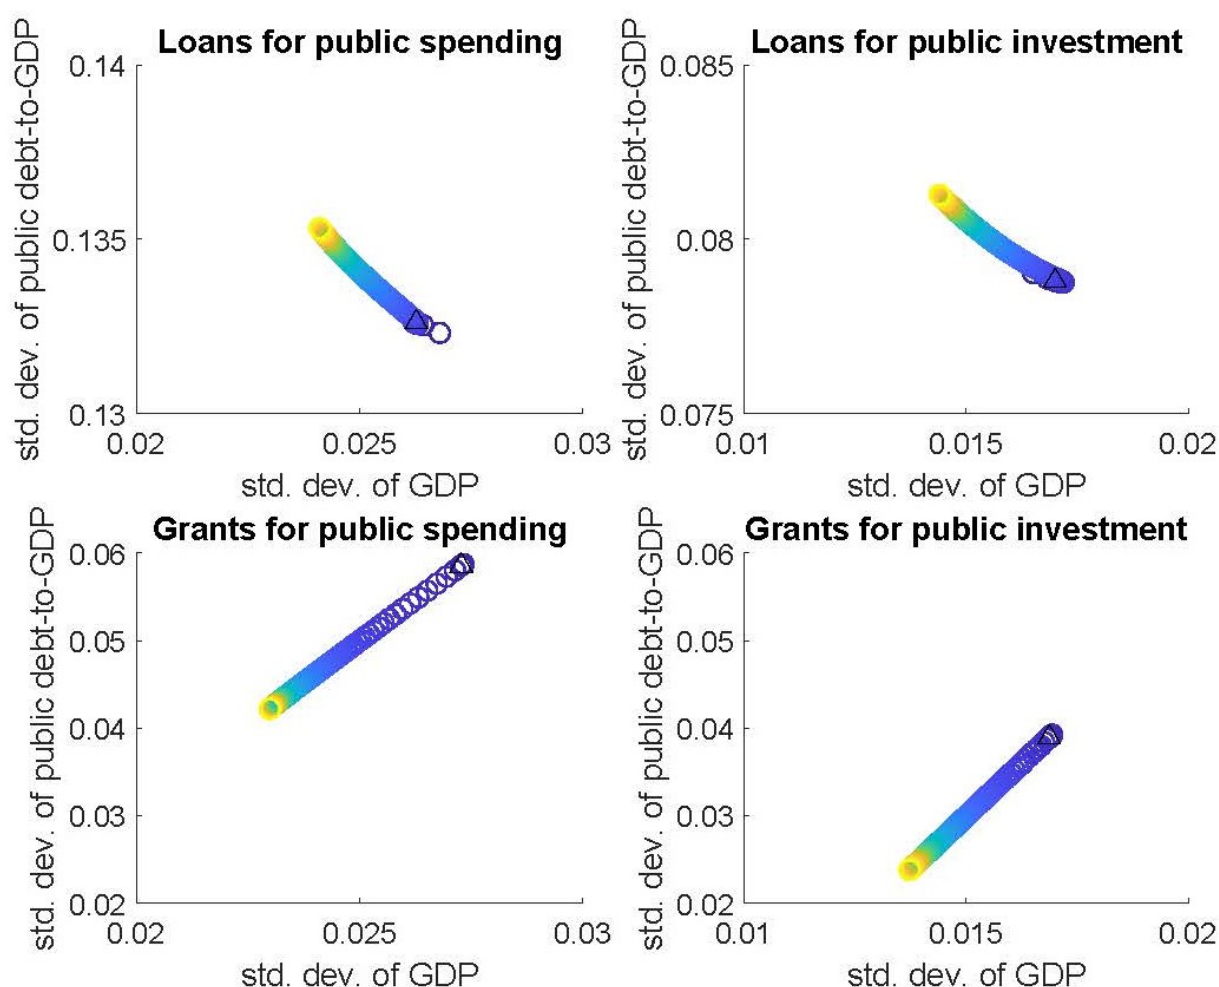 Loans for public spending
std. dev. of public debt-to-GDP
0.14
0.135
0.13
0.02
0.025
0.03
std. dev. of GDP
Loans for public investment
std. dev. of public debt-to-GDP
0.085
0.08
0.075
0.01
0.015
0.02
std. dev. of GDP
Grants for public spending
std. dev. of public debt-to-GDP
0.06
0.05
0.04
0.03
0.02
0.02
0.025
0.03
std. dev. of GDP
Grants for public investment
std. dev. of public debt-to-GDP
0.06
0.05
0.04
0.03
0.02
0.01
0.015
0.02
std. dev. of GDP